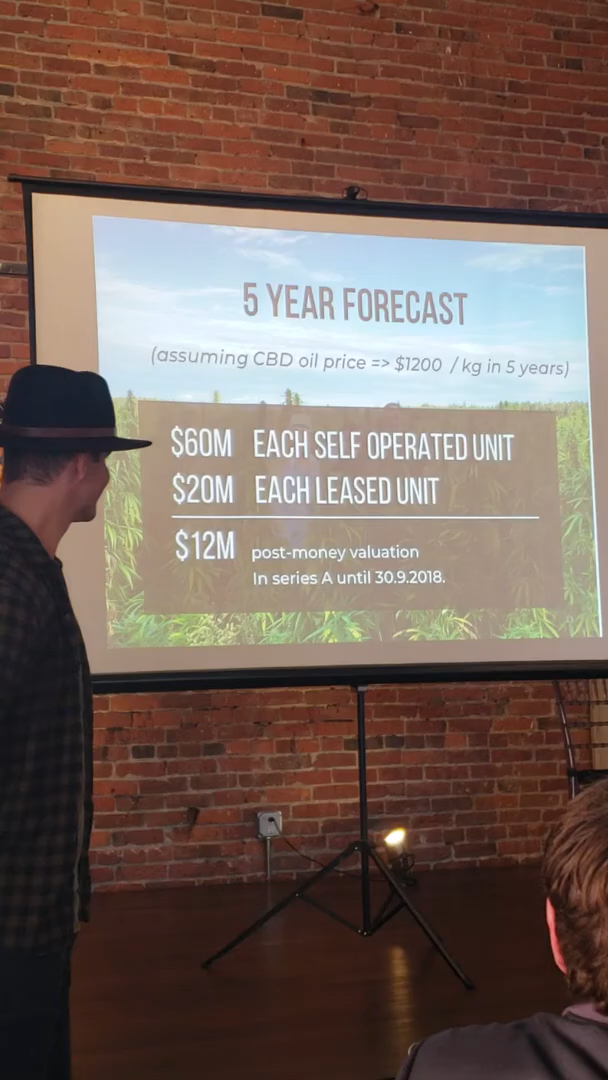 5 YEAR FORECAST
(assuming CBD oil price => $1200 / kg in 5 years)
$60M EACH SELF OPERATED UNIT
$20M EACH LEASED UNIT
$12M post-money valuation
In series A until 30.9.2018.